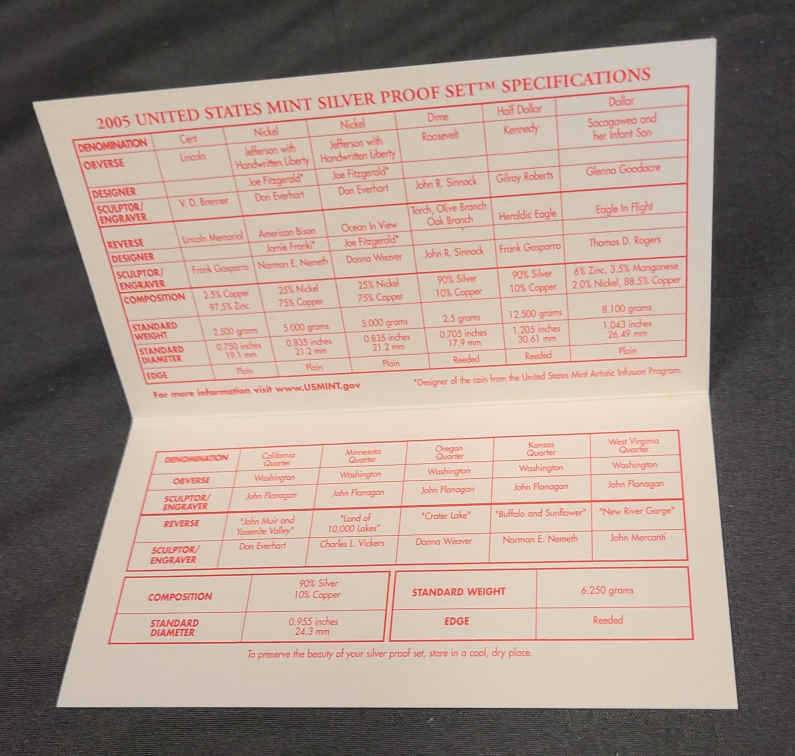 2005 UNITED STATES MINT SILVER PROOF SET™ SPECIFICATIONS
DENOMINATION Cent Nickel Nickel Dime Half Dollar Dollar
OBVERSE Lincoln Jefferson with Jefferson with Roosevelt Kennedy Sacagawea and
Handwritten Liberty Handwritten Liberty her Infant Son
DESIGNER Joe Fitzgerald* Joe Fitzgerald*
SCULPTOR/ V. D. Brenner Don Everhart Don Everhart John R. Sinnock Gilroy Roberts Glenna Goodacre
ENGRAVER
REVERSE Lincoln Memorial American Bison Ocean In View Torch, Olive Branch Heraldic Eagle Eagle In Flight
Oak Branch
DESIGNER Jamie Franki* Joe Fitzgerald*
SCULPTOR/ Frank Gasparro Norman E. Nemeth Donna Weaver John R. Sinnock Frank Gasparro Thomas D. Rogers
ENGRAVER
COMPOSITION 2.5% Copper 25% Nickel 25% Nickel 90% Silver 90% Silver 6% Zinc, 3.5% Manganese
97.5% Zinc 75% Copper 75% Copper 10% Copper 10% Copper 2.0% Nickel, 88.5% Copper
STANDARD 2.500 grams 5.000 grams 5.000 grams 2.5 grams 12.500 grams 8.100 grams
WEIGHT
STANDARD 0.750 inches 0.835 inches 0.835 inches 0.705 inches 1.205 inches 1.043 inches
DIAMETER 19.1 mm 21.2 mm 21.2 mm 17.9 mm 30.61 mm 26.49 mm
EDGE Plain Plain Plain Reeded Reeded Plain
For more information visit www.USMINT.gov *Designer of the coin from the United States Mint Artistic Infusion Program.
DENOMINATION California Minnesota Oregon Kansas West Virginia
Quarter Quarter Quarter Quarter Quarter
OBVERSE Washington Washington Washington Washington Washington
SCULPTOR/ John Flanagan John Flanagan John Flanagan John Flanagan John Flanagan
ENGRAVER
REVERSE "John Muir and "Land of "Crater Lake" "Buffalo and Sunflower" "New River Gorge"
Yosemite Valley" 10,000 Lakes"
SCULPTOR/ Don Everhart Charles L. Vickers Donna Weaver Norman E. Nemeth John Mercanti
ENGRAVER
COMPOSITION 90% Silver STANDARD WEIGHT 6.250 grams
10% Copper
STANDARD 0.955 inches EDGE Reeded
DIAMETER 24.3 mm
To preserve the beauty of your silver proof set, store in a cool, dry place.